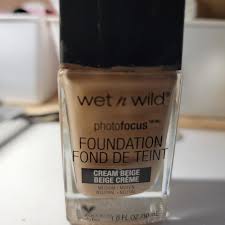 wet n wild
photofocus
FOUNDATION
FOND DE TEINT
CREAM BEIGE
BEIGE CRÈME